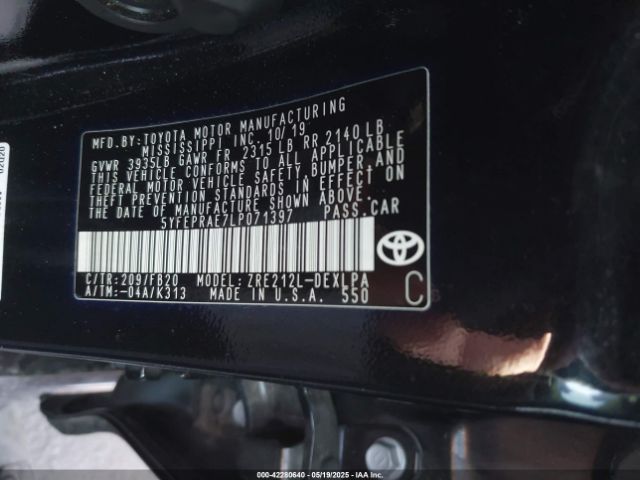 MFD. BY: TOYOTA MOTOR MANUFACTURING
MISSISSIPPI INC 10/19
GVWR 3935LB GAWR FR 2315 LB RR 2140 LB
THIS VEHICLE CONFORMS TO ALL APPLICABLE
FEDERAL MOTOR VEHICLE SAFETY, BUMPER, AND
THEFT PREVENTION STANDARDS IN EFFECT ON
THE DATE OF MANUFACTURE SHOWN ABOVE.
5YFEPRAE7LP071397 PASS.CAR
C/TR: 209/FB20 MODEL: ZRE212L-DEXLPA
A/TM: -04A/K313 MADE IN U.S.A. 550
C
000-42280640 - 05/19/2025 - IAAI.COM